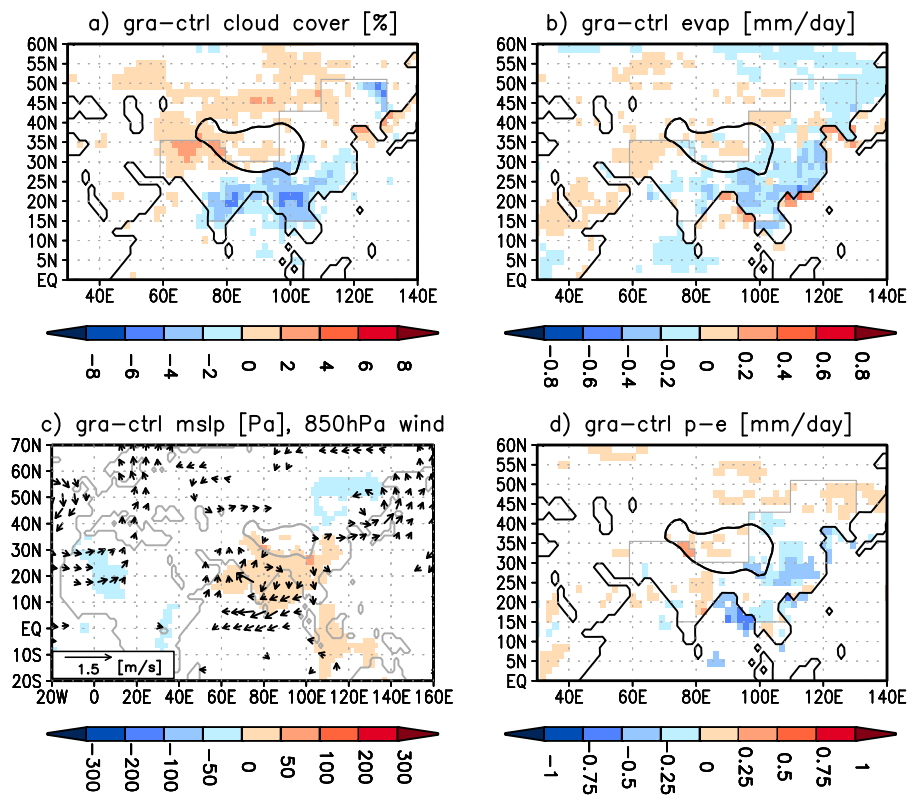 a) gra-ctrl cloud cover [%]
60N
55N
50N
45N
40N
35N
30N
25N
20N
15N
10N
5N
EQ
40E 60E 80E 100E 120E 140E
-8 -6 -4 -2 0 2 4 6 8
b) gra-ctrl evap [mm/day]
60N
55N
50N
45N
40N
35N
30N
25N
20N
15N
10N
5N
EQ
40E 60E 80E 100E 120E 140E
-0.8 -0.6 -0.4 -0.2 0 0.2 0.4 0.6 0.8
c) gra-ctrl mslp [Pa], 850hPa wind
70N
60N
50N
40N
30N
20N
10N
EQ
10S
20S
1.5 [m/s]
20W 0 20E 40E 60E 80E 100E 120E 140E 160E
-300 -200 -100 -50 0 50 100 200 300
d) gra-ctrl p-e [mm/day]
60N
55N
50N
45N
40N
35N
30N
25N
20N
15N
10N
5N
EQ
40E 60E 80E 100E 120E 140E
-1 -0.75 -0.5 -0.25 0 0.25 0.5 0.75 1